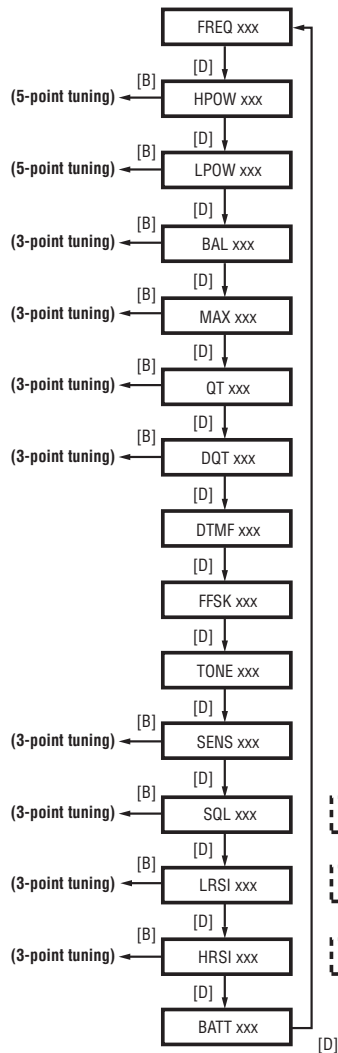 FREQ xxx
[D]
[B]
(5-point tuning)
HPOW xxx
[D]
[B]
(5-point tuning)
LPOW xxx
[D]
[B]
(3-point tuning)
BAL xxx
[D]
[B]
(3-point tuning)
MAX xxx
[D]
[B]
(3-point tuning)
QT xxx
[D]
[B]
(3-point tuning)
DQT xxx
[D]
DTMF xxx
[D]
FFSK xxx
[D]
TONE xxx
[D]
[B]
(3-point tuning)
SENS xxx
[D]
[B]
(3-point tuning)
SQL xxx
[D]
[B]
(3-point tuning)
LRSI xxx
[D]
[B]
(3-point tuning)
HRSI xxx
[D]
BATT xxx
[D]